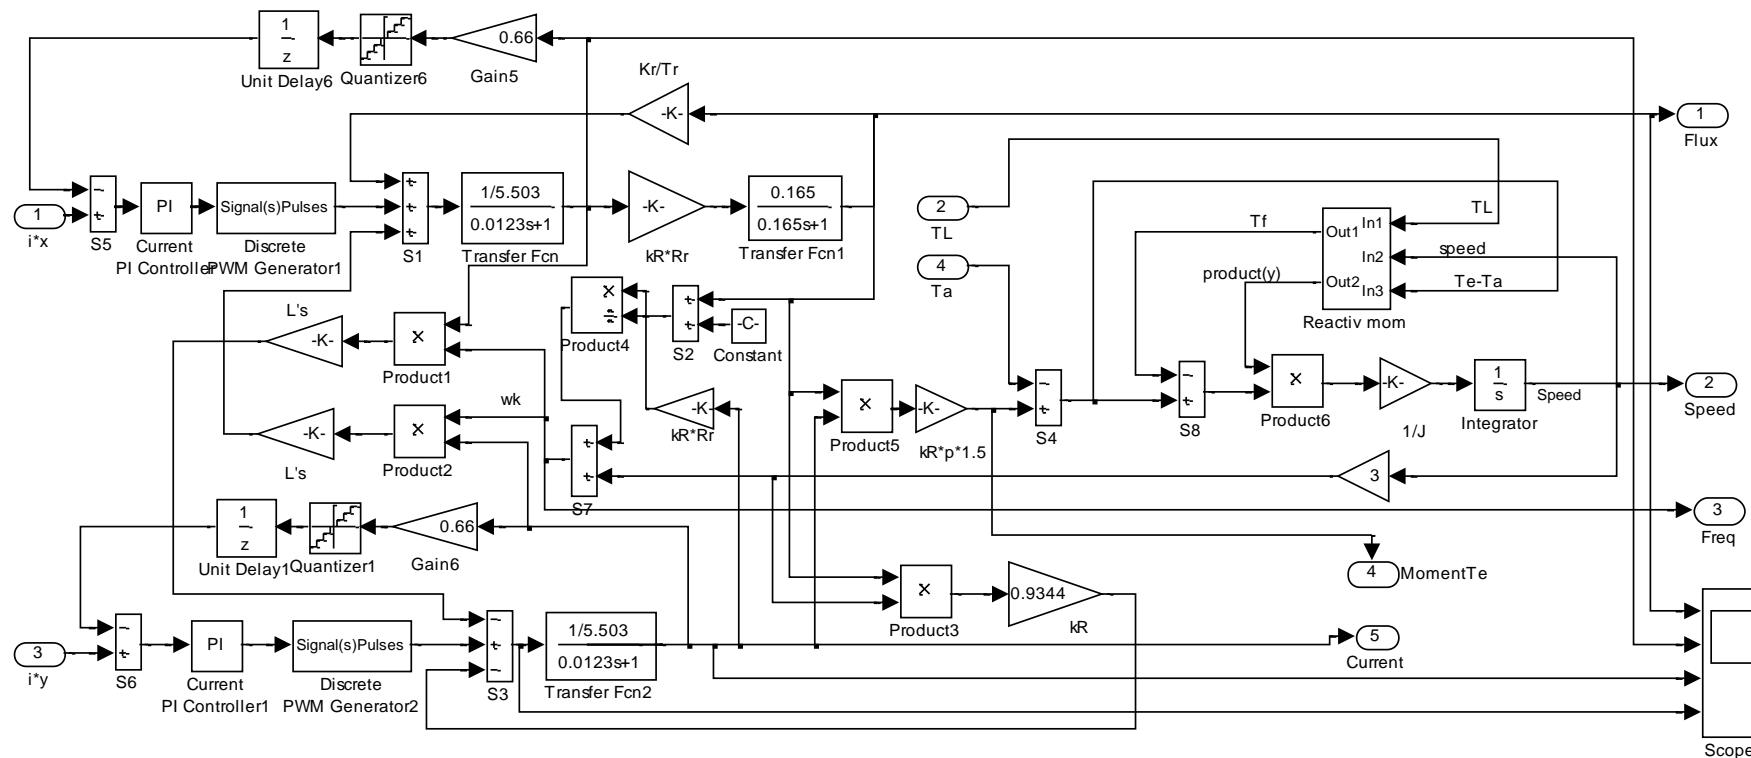 1
z
Unit Delay6
Quantizer6
0.66
Gain5
Kr/Tr
-K-
1
Flux
1
i*x
−
+
S5
PI
Current
PI Controller
Signal(s)Pulses
Discrete
PWM Generator1
+
+
+
S1
1/5.503
0.0123s+1
Transfer Fcn
-K-
kR*Rr
0.165
0.165s+1
Transfer Fcn1
2
TL
4
Ta
Tf
Out1
Out2
In1
In2
In3
TL
speed
Te-Ta
product(y)
Reactiv mom
L's
-K-
×
Product1
×
÷
Product4
+
+
S2
-C-
Constant
-K-
L's
×
Product2
wk
+
+
S7
-K-
kR*Rr
×
Product5
-K-
kR*p*1.5
−
+
S4
−
+
S8
×
Product6
-K-
1/J
1
s
Integrator
Speed
2
Speed
3
3
Freq
1
z
Unit Delay1
Quantizer1
0.66
Gain6
4
MomentTe
×
Product3
0.9344
kR
3
i*y
−
+
S6
PI
Current
PI Controller1
Signal(s)Pulses
Discrete
PWM Generator2
−
+
−
S3
1/5.503
0.0123s+1
Transfer Fcn2
5
Current
Scope